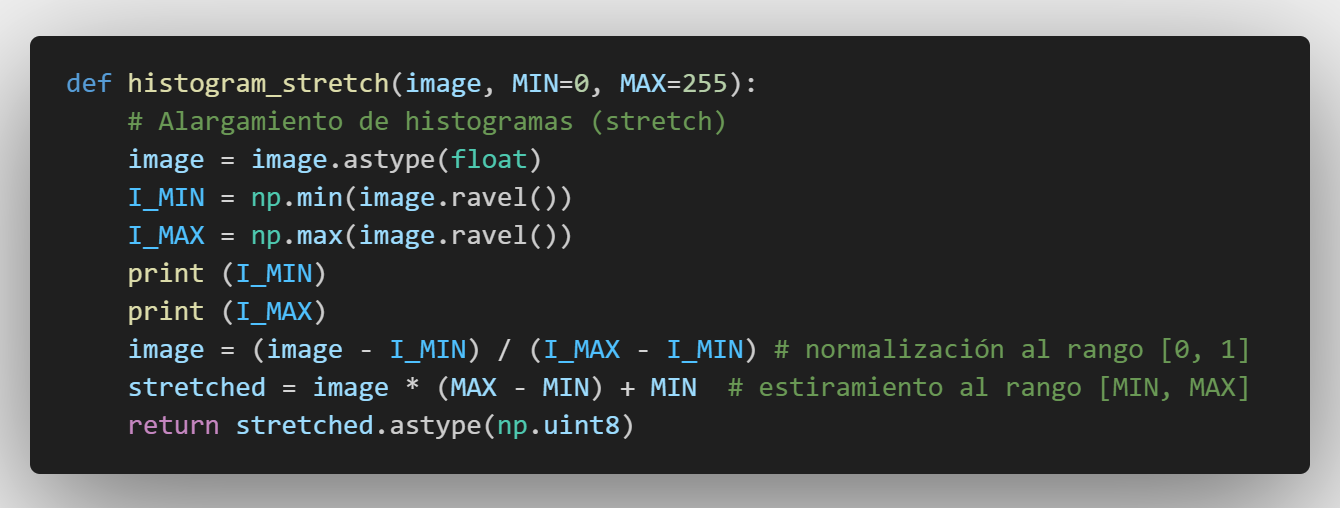 def histogram_stretch(image, MIN=0, MAX=255):
    # Alargamiento de histogramas (stretch)
    image = image.astype(float)
    I_MIN = np.min(image.ravel())
    I_MAX = np.max(image.ravel())
    print (I_MIN)
    print (I_MAX)
    image = (image - I_MIN) / (I_MAX - I_MIN) # normalización al rango [0, 1]
    stretched = image * (MAX - MIN) + MIN  # estiramiento al rango [MIN, MAX]
    return stretched.astype(np.uint8)